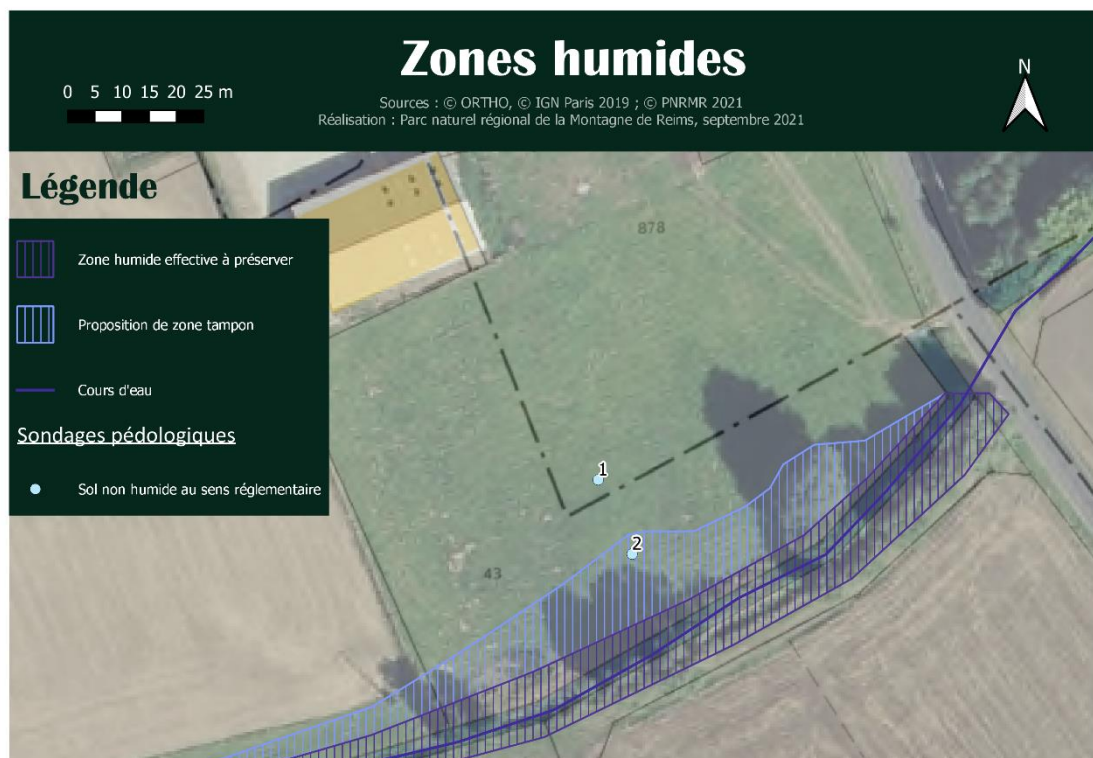 Zones humides
0 5 10 15 20 25 m
Sources : © ORTHO, © IGN Paris 2019 ; © PNRMR 2021
Réalisation : Parc naturel régional de la Montagne de Reims, septembre 2021
N
Légende
Zone humide effective à préserver
Proposition de zone tampon
Cours d'eau
Sondages pédologiques
Sol non humide au sens réglementaire
878
1
2
43